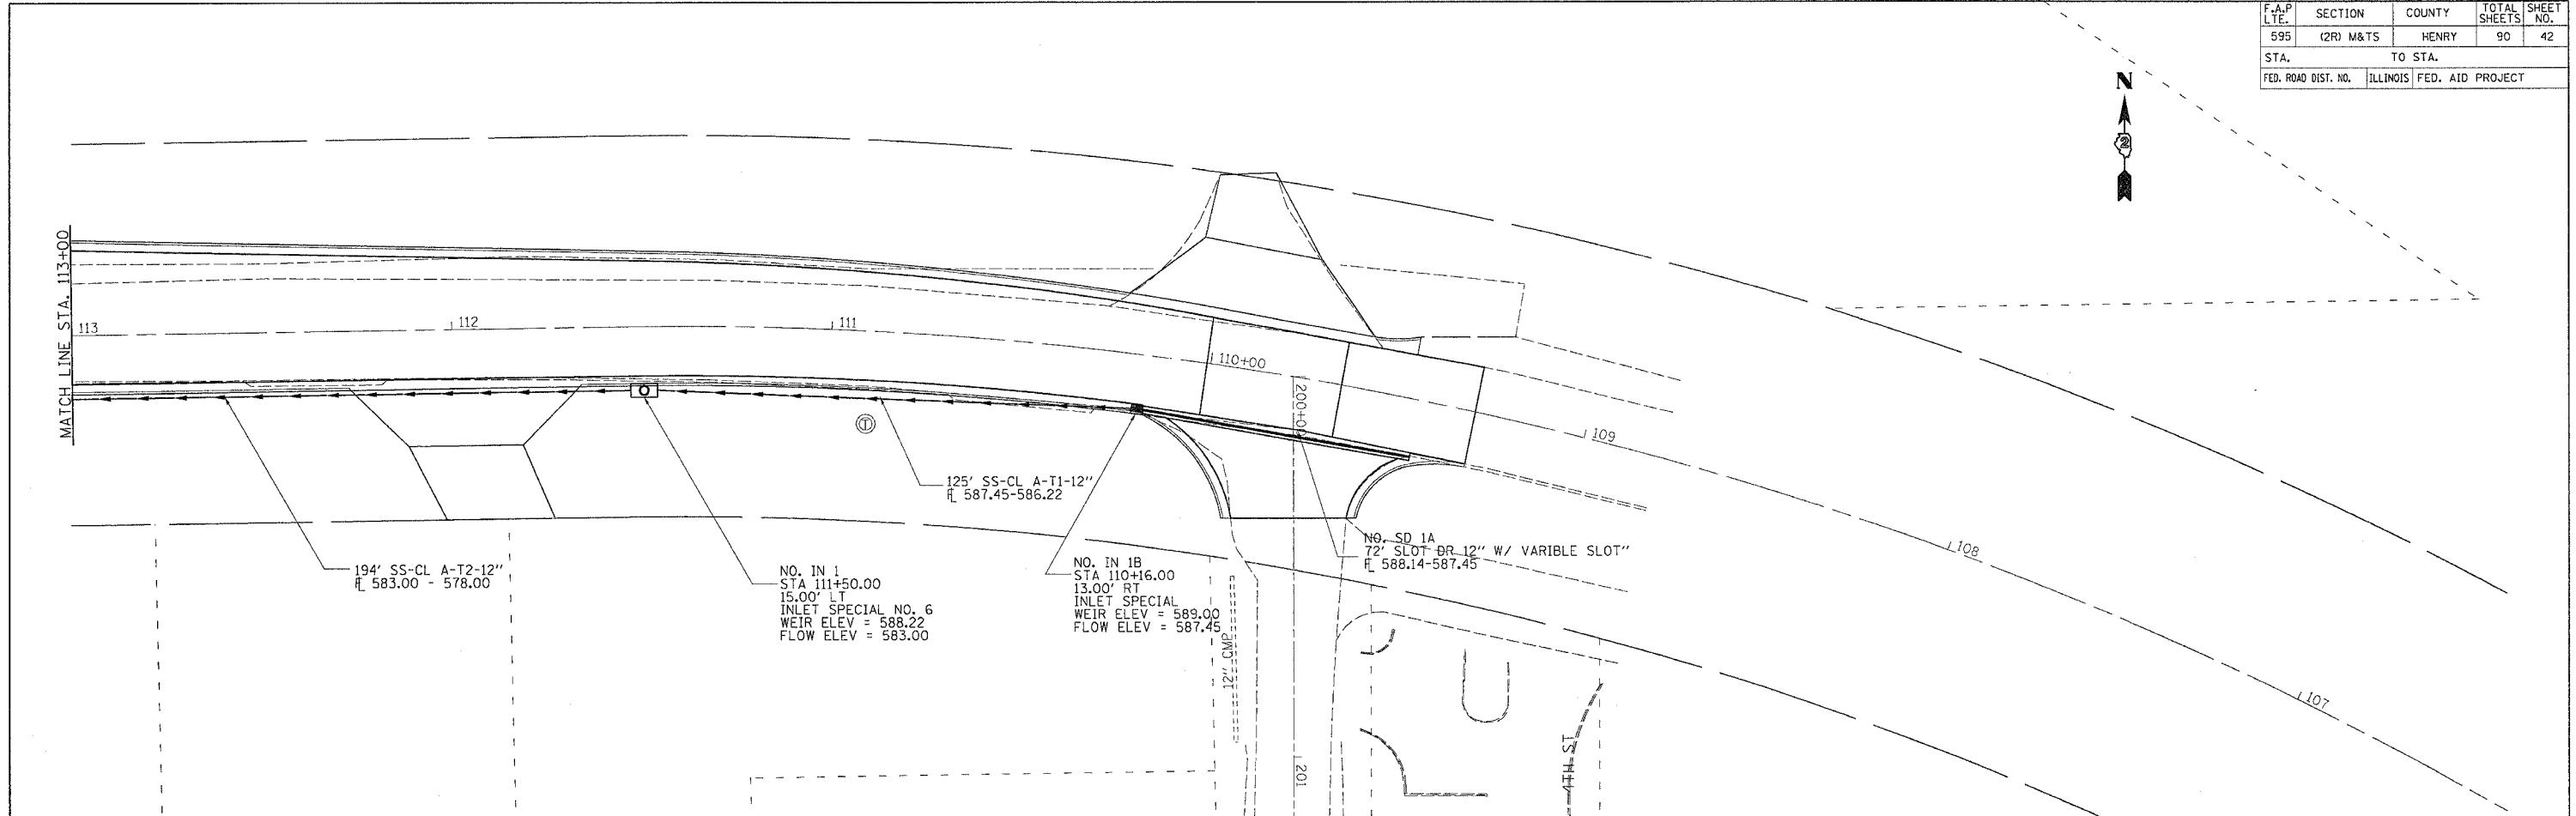 F.A.P LTE. SECTION COUNTY TOTAL SHEETS SHEET NO.
595 (2R) M&TS HENRY 90 42
STA. TO STA.
FED. ROAD DIST. NO. ILLINOIS FED. AID PROJECT
N
2
MATCH LINE STA. 113+00
113
112
111
110+00
109
108
107
200+00
201
125' SS-CL A-T1-12"
FL 587.45-586.22
194' SS-CL A-T2-12"
FL 583.00 - 578.00
NO. IN 1
STA 111+50.00
15.00' LT
INLET SPECIAL NO. 6
WEIR ELEV = 588.22
FLOW ELEV = 583.00
NO. IN 1B
STA 110+16.00
13.00' RT
INLET SPECIAL
WEIR ELEV = 589.00
FLOW ELEV = 587.45
NO. SD 1A
72' SLOT DR 12" W/ VARIBLE SLOT"
FL 588.14-587.45
12" CMP
4TH ST